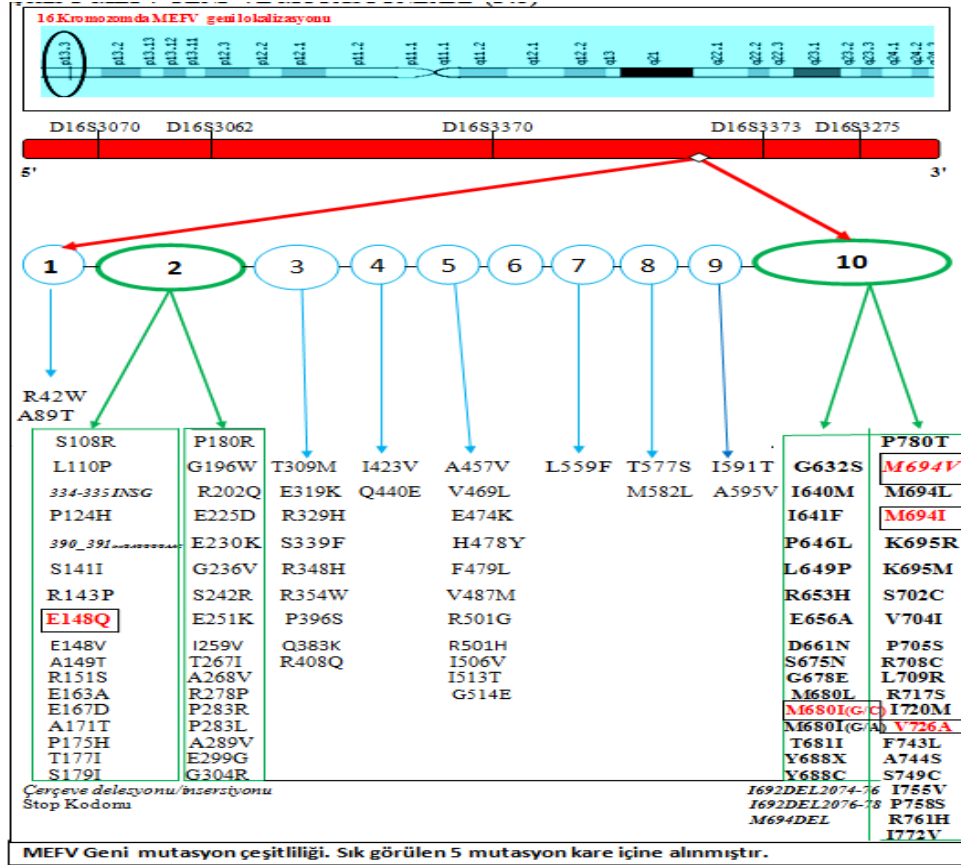 16 Kromozomda MEFV geni lokalizasyonu
p13.3 p13.2 p13.13 p13.12 p13.11 p12.3 p12.2 p12.1 p11.2 p11.1 q11.1 q11.2 q12.1 q12.2 q13 q21 q22.1 q22.2 q22.3 q23.1 q23.2 q23.3 q24.1 q24.2
D16S3070 D16S3062 D16S3370 D16S3373 D16S3275
5' 3'
1 2 3 4 5 6 7 8 9 10
R42W
A89T
S108R
L110P
334-335 INSG
P124H
390_391
S141I
R143P
E148Q
E148V
A149T
R151S
E163A
E167D
A171T
P175H
T177I
S179I
P180R
G196W
R202Q
E225D
E230K
G236V
S242R
E251K
I259V
T267I
A268V
R278P
P283R
P283L
A289V
E299G
G304R
T309M
E319K
R329H
S339F
R348H
R354W
P396S
Q383K
R408Q
I423V
Q440E
A457V
V469L
E474K
H478Y
F479L
V487M
R501G
R501H
I506V
I513T
G514E
L559F
T577S
M582L
I591T
A595V
G632S
I640M
I641F
P646L
L649P
R653H
E656A
D661N
S675N
G678E
M680L
M680I(G/C)
M680I(G/A)
T681I
Y688X
Y688C
I692DEL2074-76
I692DEL2076-78
M694DEL
P780T
M694V
M694L
M694I
K695R
K695M
S702C
V704I
P705S
R708C
L709R
R717S
I720M
V726A
F743L
A744S
S749C
I755V
P758S
R761H
I772V
Çerçeve delesyonu/insersiyonu
Stop Kodomı
MEFV Geni mutasyon çeşitliliği. Sık görülen 5 mutasyon kare içine alınmıştır.